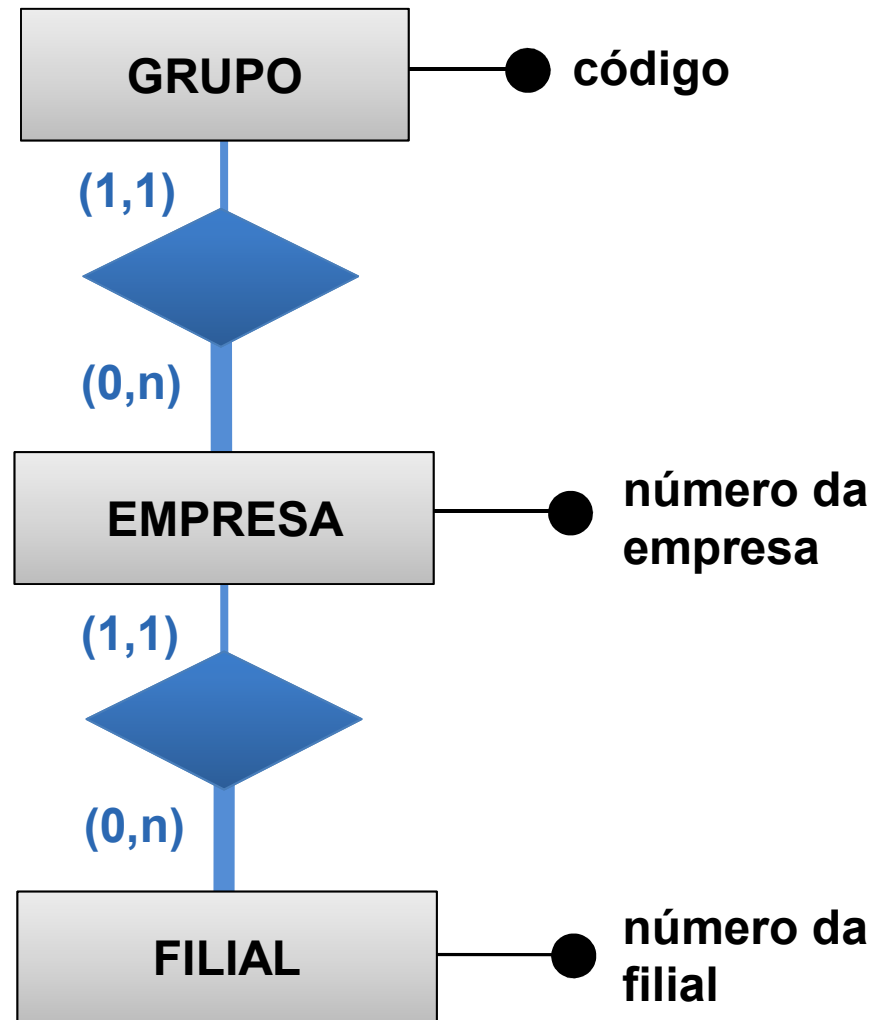 GRUPO
código
(1,1)
(0,n)
EMPRESA
número da
empresa
(1,1)
(0,n)
FILIAL
número da
filial